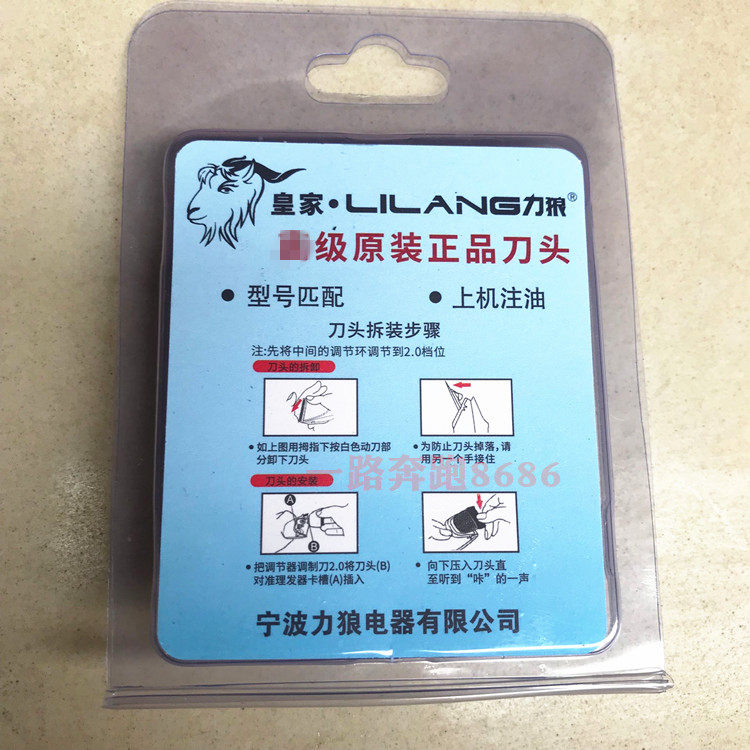 皇家·LILANG力狼®
级原装正品刀头
● 型号匹配 ● 上机注油
刀头拆装步骤
注:先将中间的调节环调节到2.0档位
刀头的拆卸
● 如上图用拇指下按白色动刀部
分卸下刀头
● 为防止刀头掉落,请
用另一个手接住
一路奔跑8686
刀头的安装
A
B
● 把调节器调制刀2.0将刀头(B)
对准理发器卡槽(A)插入
● 向下压入刀头直
至听到“咔”的一声
宁波力狼电器有限公司